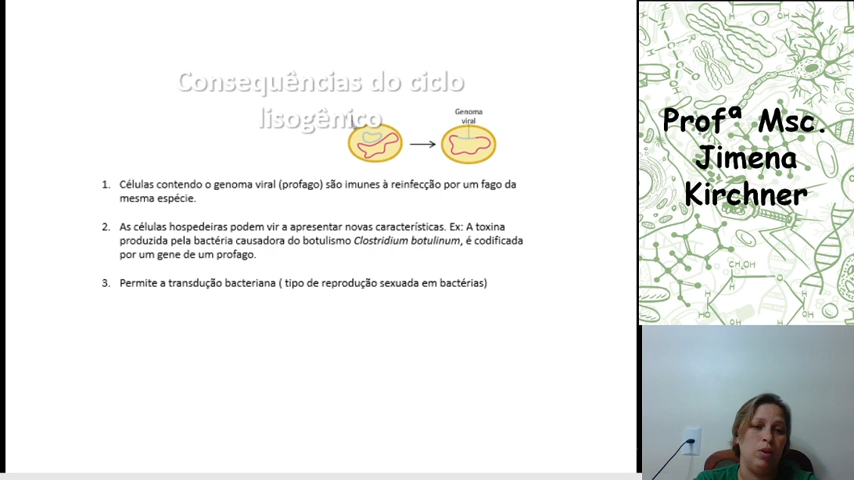 Consequências do ciclo
lisogênico
Genoma
viral
1. Células contendo o genoma viral (profago) são imunes à reinfecção por um fago da
mesma espécie.
2. As células hospedeiras podem vir a apresentar novas características. Ex: A toxina
produzida pela bactéria causadora do botulismo Clostridium botulinum, é codificada
por um gene de um profago.
3. Permite a transdução bacteriana ( tipo de reprodução sexuada em bactérias)
Profª Msc.
Jimena
Kirchner
CH₂OH